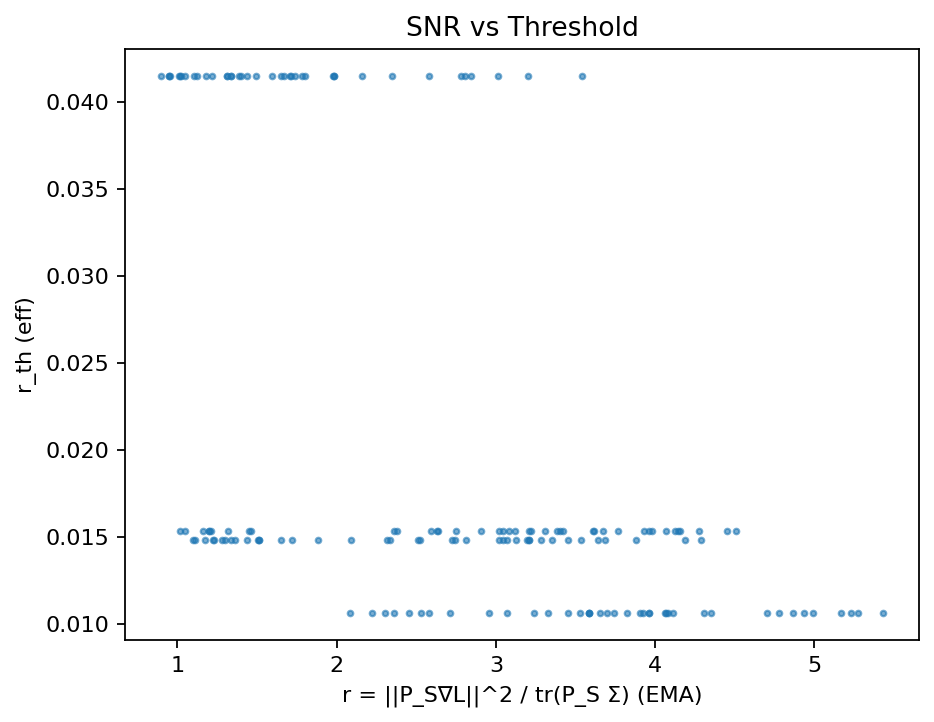 SNR vs Threshold
0.040
0.035
0.030
0.025
0.020
0.015
0.010
r_th (eff)
1 2 3 4 5
r = ||P_S∇L||^2 / tr(P_S Σ) (EMA)